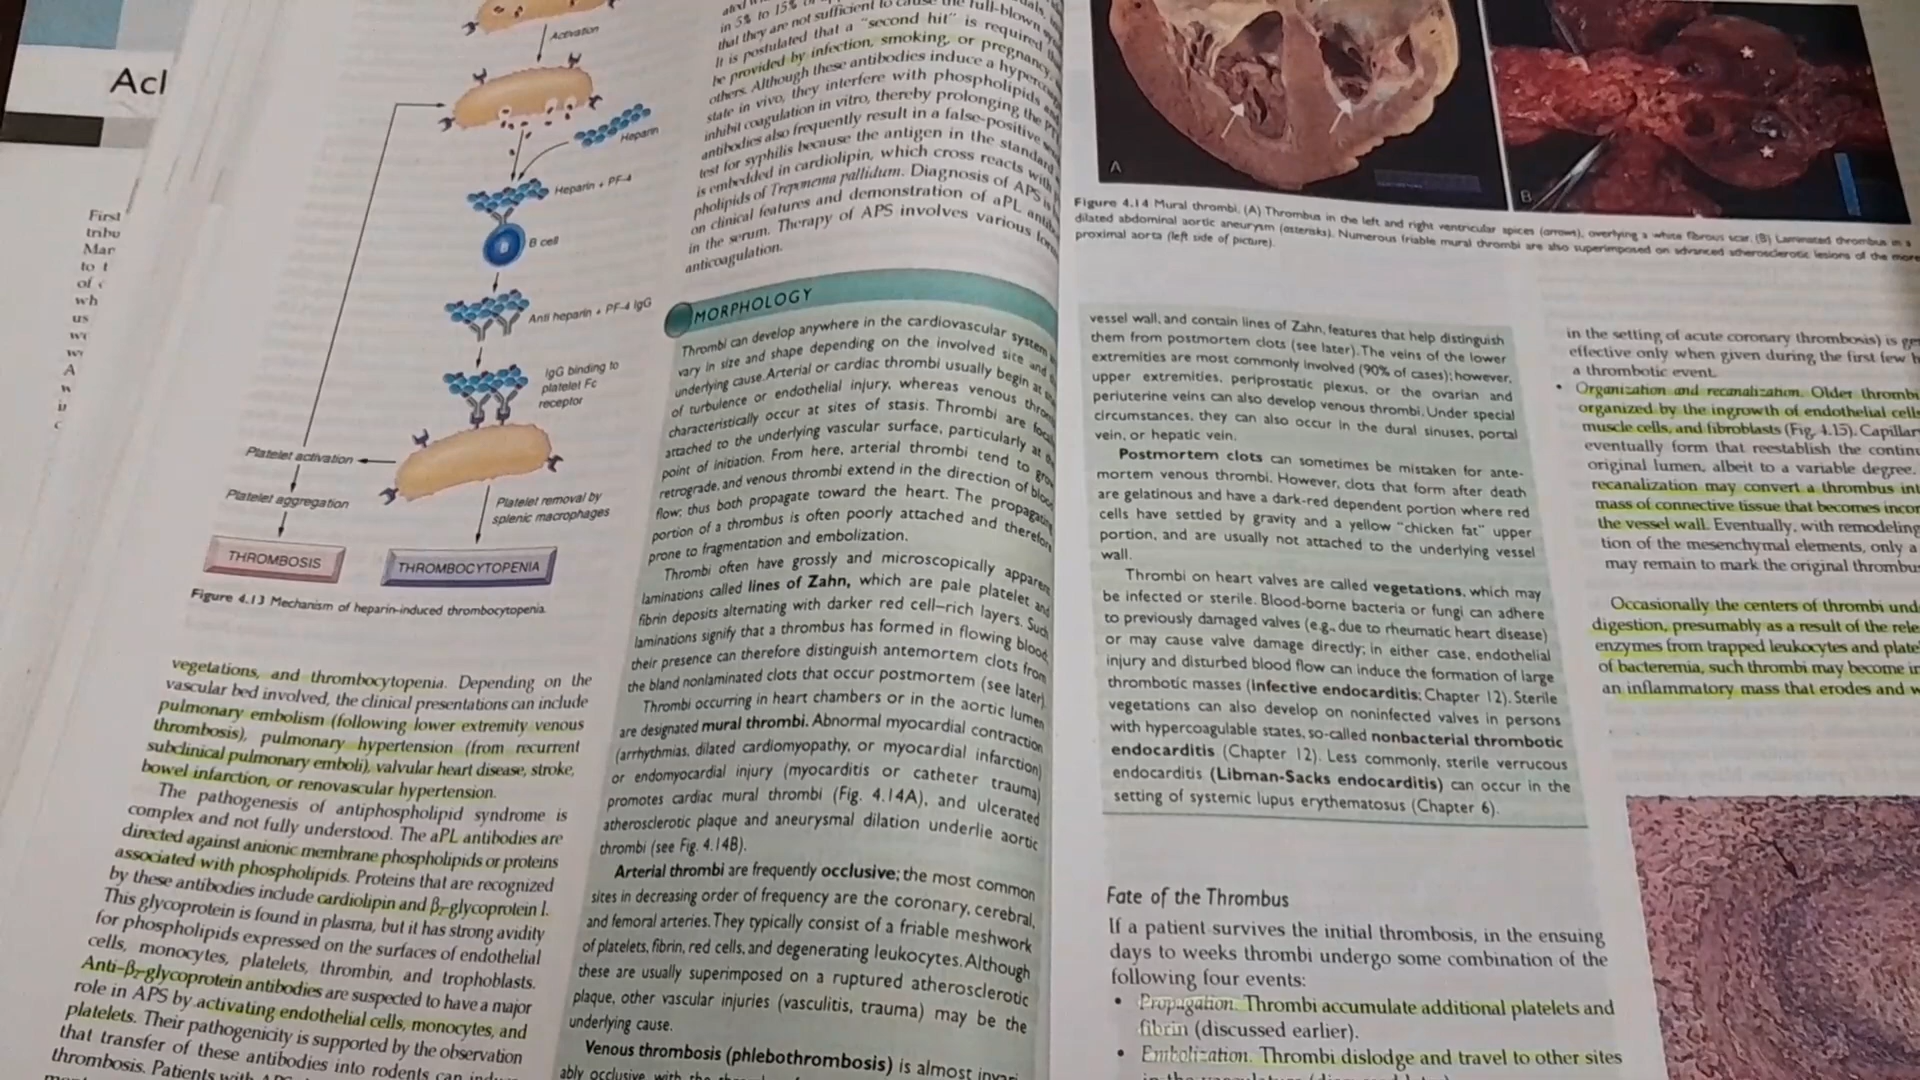 Acl
First
tribu
Mar
to t
of c
wh
us
A
Activation
Heparin
Heparin + PF-4
B
B cell
Anti heparin + PF-4 IgG
IgG binding to
platelet Fc
receptor
Platelet activation
Platelet aggregation
Platelet removal by
splenic macrophages
THROMBOSIS
THROMBOCYTOPENIA
Figure 4.13 Mechanism of heparin-induced thrombocytopenia.
vegetations, and thrombocytopenia. Depending on the
vascular bed involved, the clinical presentations can include
pulmonary embolism (following lower extremity venous
thrombosis), pulmonary hypertension (from recurrent
subclinical pulmonary emboli), valvular heart disease, stroke,
bowel infarction, or renovascular hypertension.
The pathogenesis of antiphospholipid syndrome is
complex and not fully understood. The aPL antibodies are
directed against anionic membrane phospholipids or proteins
associated with phospholipids. Proteins that are recognized
by these antibodies include cardiolipin and β₂-glycoprotein I.
This glycoprotein is found in plasma, but it has strong avidity
for phospholipids expressed on the surfaces of endothelial
cells, monocytes, platelets, thrombin, and trophoblasts.
Anti-β₂-glycoprotein antibodies are suspected to have a major
role in APS by activating endothelial cells, monocytes, and
platelets. Their pathogenicity is supported by the observation
that transfer of these antibodies into rodents can
thrombosis. Patients with
in 5% to 15%
that they are not sufficient to cause the full-blown
It is postulated that a "second hit" is required
be provided by infection, smoking, or pregnancy,
others. Although these antibodies induce a
state in vivo, they interfere with phospholipids
inhibit coagulation in vitro, thereby prolonging the
antibodies also frequently result in a false-positive
test for syphilis because the antigen in the standard
is embedded in cardiolipin, which cross reacts with
pholipids of Treponema pallidum. Diagnosis of APS is
on clinical features and demonstration of aPL
in the serum. Therapy of APS involves various
anticoagulation.
MORPHOLOGY
Thrombi can develop anywhere in the cardiovascular system
vary in size and shape depending on the involved site and
underlying cause. Arterial or cardiac thrombi usually begin at
of turbulence or endothelial injury, whereas venous
characteristically occur at sites of stasis. Thrombi are
attached to the underlying vascular surface, particularly at
point of initiation. From here, arterial thrombi tend to
retrograde, and venous thrombi extend in the direction of
flow; thus both propagate toward the heart. The propagating
portion of a thrombus is often poorly attached and therefore
prone to fragmentation and embolization.
Thrombi often have grossly and microscopically apparent
laminations called lines of Zahn, which are pale platelet and
fibrin deposits alternating with darker red cell–rich layers. Such
laminations signify that a thrombus has formed in flowing blood;
their presence can therefore distinguish antemortem clots from
the bland nonlaminated clots that occur postmortem (see later).
Thrombi occurring in heart chambers or in the aortic lumen
are designated mural thrombi. Abnormal myocardial contraction
(arrhythmias, dilated cardiomyopathy, or myocardial infarction)
or endomyocardial injury (myocarditis or catheter trauma)
promotes cardiac mural thrombi (Fig. 4.14A), and ulcerated
atherosclerotic plaque and aneurysmal dilation underlie aortic
thrombi (see Fig. 4.14B).
Arterial thrombi are frequently occlusive; the most common
sites in decreasing order of frequency are the coronary, cerebral,
and femoral arteries. They typically consist of a friable meshwork
of platelets, fibrin, red cells, and degenerating leukocytes. Although
these are usually superimposed on a ruptured atherosclerotic
plaque, other vascular injuries (vasculitis, trauma) may be the
underlying cause.
Venous thrombosis (phlebothrombosis) is almost
ably occlusive, with the
A
B
Figure 4.14 Mural thrombi. (A) Thrombus in the left and right ventricular apices (arrows), overlying a white fibrous scar. (B) Laminated thrombus in a
dilated abdominal aortic aneurysm (asterisks). Numerous friable mural thrombi are also superimposed on advanced atherosclerotic lesions of the more
proximal aorta (left side of picture).
vessel wall, and contain lines of Zahn, features that help distinguish
them from postmortem clots (see later). The veins of the lower
extremities are most commonly involved (90% of cases); however,
upper extremities, periprostatic plexus, or the ovarian and
periuterine veins can also develop venous thrombi. Under special
circumstances, they can also occur in the dural sinuses, portal
vein, or hepatic vein.
Postmortem clots can sometimes be mistaken for ante-
mortem venous thrombi. However, clots that form after death
are gelatinous and have a dark-red dependent portion where red
cells have settled by gravity and a yellow "chicken fat" upper
portion, and are usually not attached to the underlying vessel
wall.
Thrombi on heart valves are called vegetations, which may
be infected or sterile. Blood-borne bacteria or fungi can adhere
to previously damaged valves (e.g., due to rheumatic heart disease)
or may cause valve damage directly; in either case, endothelial
injury and disturbed blood flow can induce the formation of large
thrombotic masses (Infective endocarditis; Chapter 12). Sterile
vegetations can also develop on noninfected valves in persons
with hypercoagulable states, so-called nonbacterial thrombotic
endocarditis (Chapter 12). Less commonly, sterile verrucous
endocarditis (Libman-Sacks endocarditis) can occur in the
setting of systemic lupus erythematosus (Chapter 6).
Fate of the Thrombus
If a patient survives the initial thrombosis, in the ensuing
days to weeks thrombi undergo some combination of the
following four events:
• Propagation. Thrombi accumulate additional platelets and
fibrin (discussed earlier).
• Embolization. Thrombi dislodge and travel to other sites
in the vasculature
in the setting of acute coronary thrombosis) is
effective only when given during the first few h
a thrombotic event.
• Organization and recanalization. Older thrombi
organized by the ingrowth of endothelial cells
muscle cells, and fibroblasts (Fig. 4.15). Capillar
eventually form that reestablish the continu
original lumen, albeit to a variable degree.
recanalization may convert a thrombus int
mass of connective tissue that becomes incor
the vessel wall. Eventually, with remodeling
tion of the mesenchymal elements, only a
may remain to mark the original thrombus
Occasionally the centers of thrombi und
digestion, presumably as a result of the rele
enzymes from trapped leukocytes and plate
of bacteremia, such thrombi may become in
an inflammatory mass that erodes and w